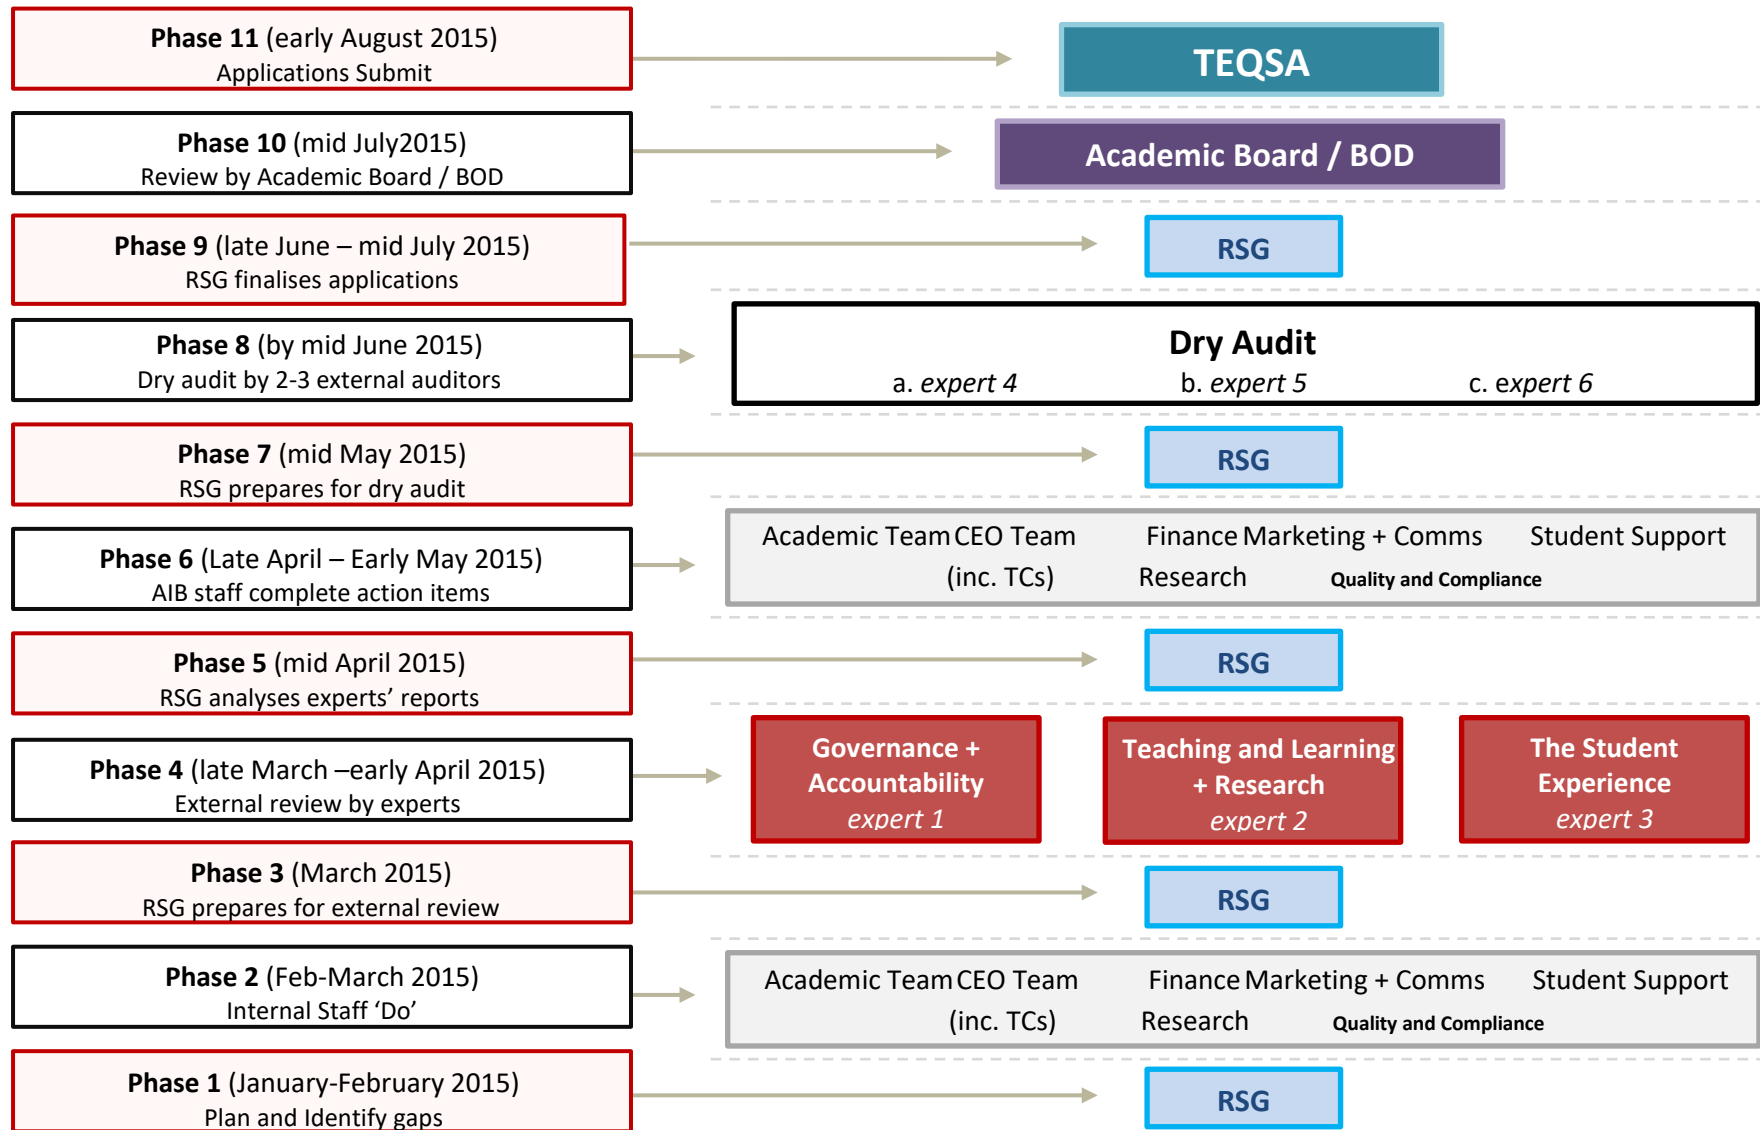 Phase 11 (early August 2015)
Applications Submit
TEQSA
Phase 10 (mid July2015)
Review by Academic Board / BOD
Academic Board / BOD
Phase 9 (late June – mid July 2015)
RSG finalises applications
RSG
Phase 8 (by mid June 2015)
Dry audit by 2-3 external auditors
Dry Audit
a. expert 4 b. expert 5 c. expert 6
Phase 7 (mid May 2015)
RSG prepares for dry audit
RSG
Phase 6 (Late April – Early May 2015)
AIB staff complete action items
Academic Team CEO Team Finance Marketing + Comms Student Support
(inc. TCs) Research Quality and Compliance
Phase 5 (mid April 2015)
RSG analyses experts’ reports
RSG
Phase 4 (late March –early April 2015)
External review by experts
Governance +
Accountability
expert 1
Teaching and Learning
+ Research
expert 2
The Student
Experience
expert 3
Phase 3 (March 2015)
RSG prepares for external review
RSG
Phase 2 (Feb-March 2015)
Internal Staff ‘Do’
Academic Team CEO Team Finance Marketing + Comms Student Support
(inc. TCs) Research Quality and Compliance
Phase 1 (January-February 2015)
Plan and Identify gaps
RSG